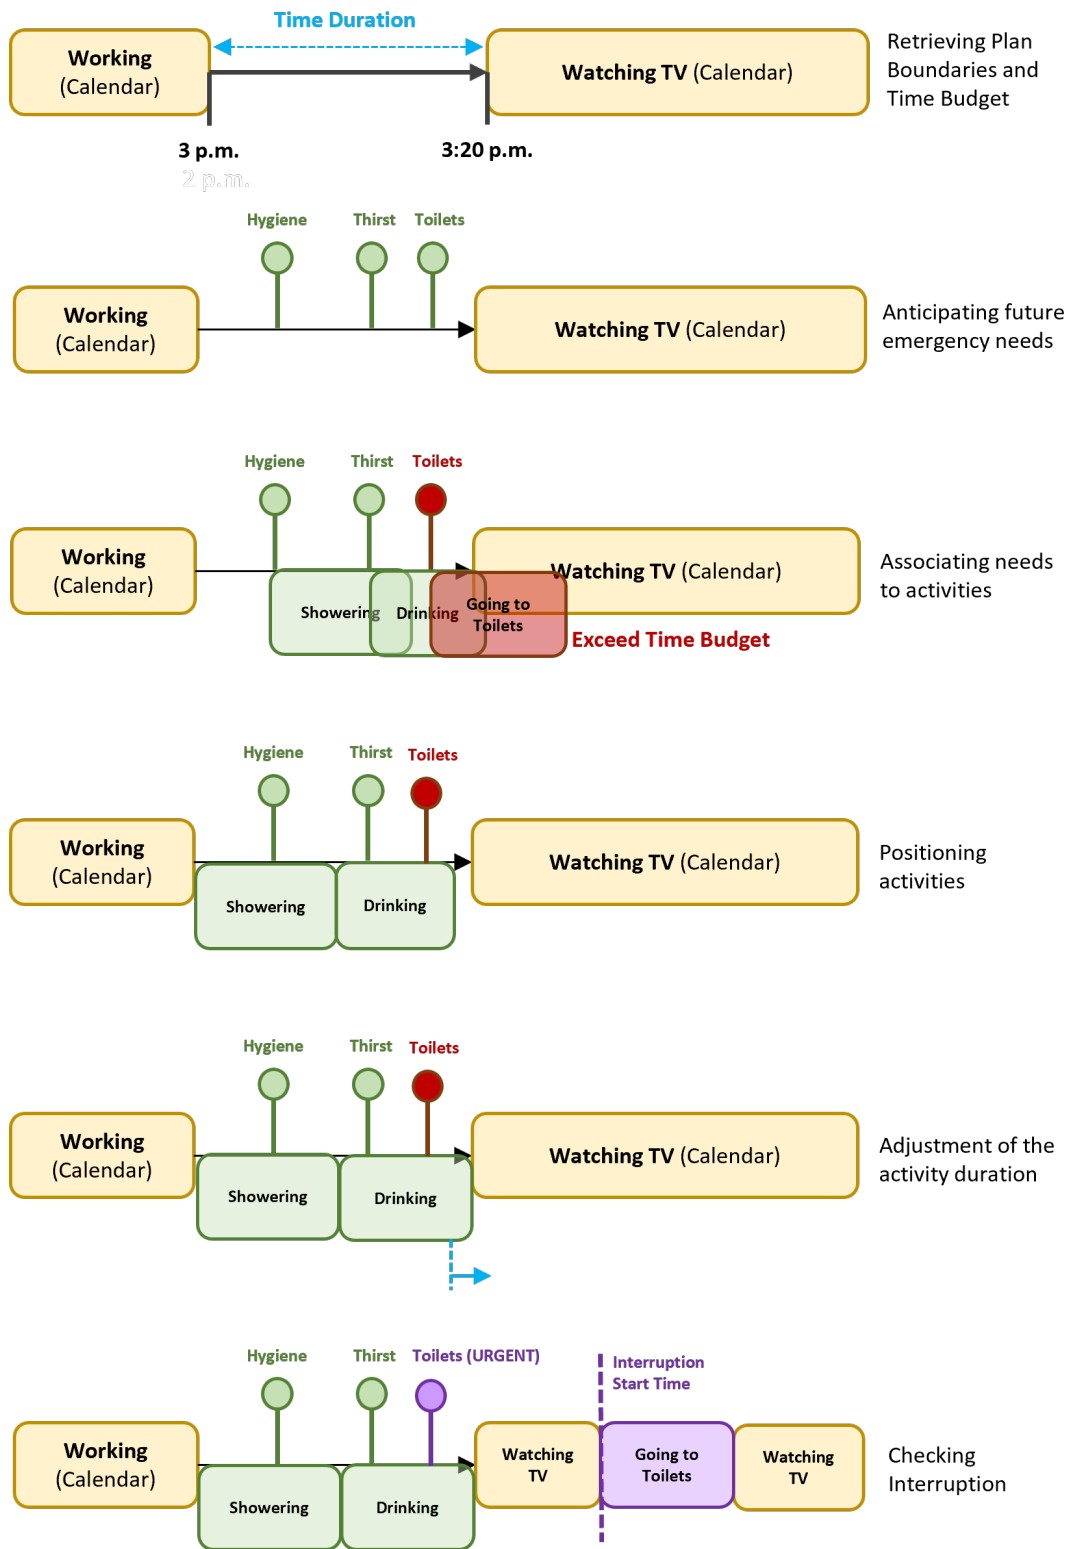 Time Duration
Working
(Calendar)
Watching TV (Calendar)
Retrieving Plan
Boundaries and
Time Budget
3 p.m.
3:20 p.m.
2 p.m.
Hygiene
Thirst
Toilets
Working
(Calendar)
Watching TV (Calendar)
Anticipating future
emergency needs
Hygiene
Thirst
Toilets
Working
(Calendar)
Watching TV (Calendar)
Associating needs
to activities
Showering
Drinking
Going to
Toilets
Exceed Time Budget
Hygiene
Thirst
Toilets
Working
(Calendar)
Watching TV (Calendar)
Positioning
activities
Showering
Drinking
Hygiene
Thirst
Toilets
Working
(Calendar)
Watching TV (Calendar)
Adjustment of the
activity duration
Showering
Drinking
Hygiene
Thirst
Toilets (URGENT)
Interruption
Start Time
Working
(Calendar)
Watching
TV
Going to
Toilets
Watching
TV
Checking
Interruption
Showering
Drinking